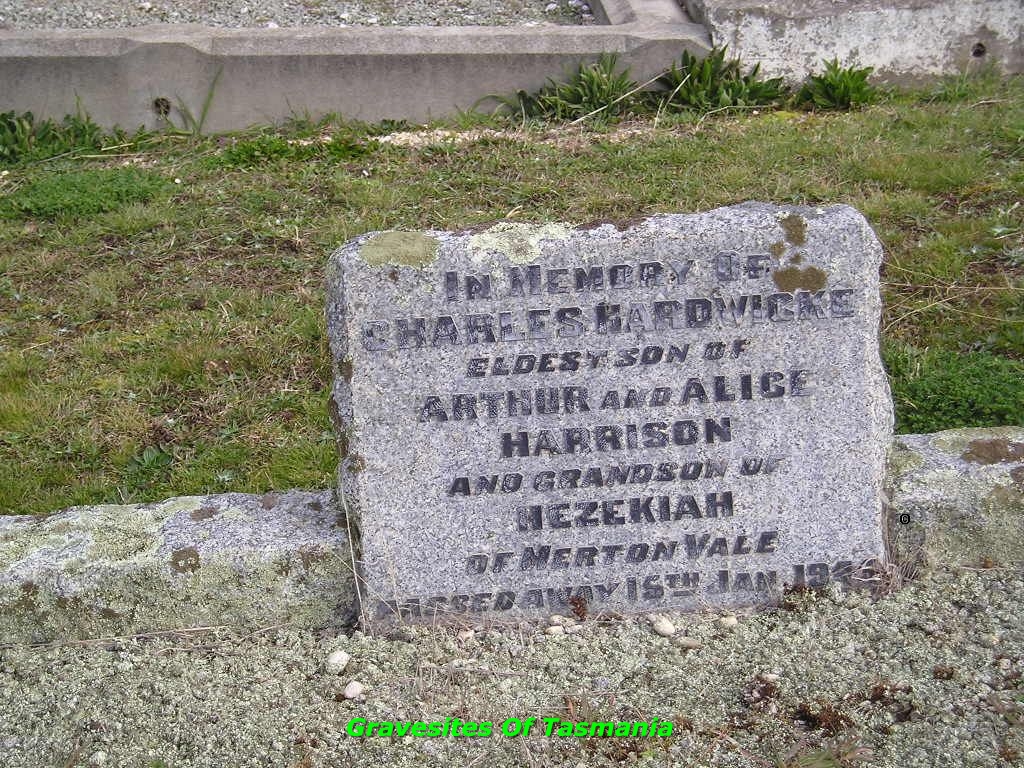 IN MEMORY OF
CHARLES HARDWICKE
ELDEST SON OF
ARTHUR AND ALICE
HARRISON
AND GRANDSON OF
HEZEKIAH
OF MERTON VALE
PASSED AWAY 15TH JAN
Gravesites Of Tasmania